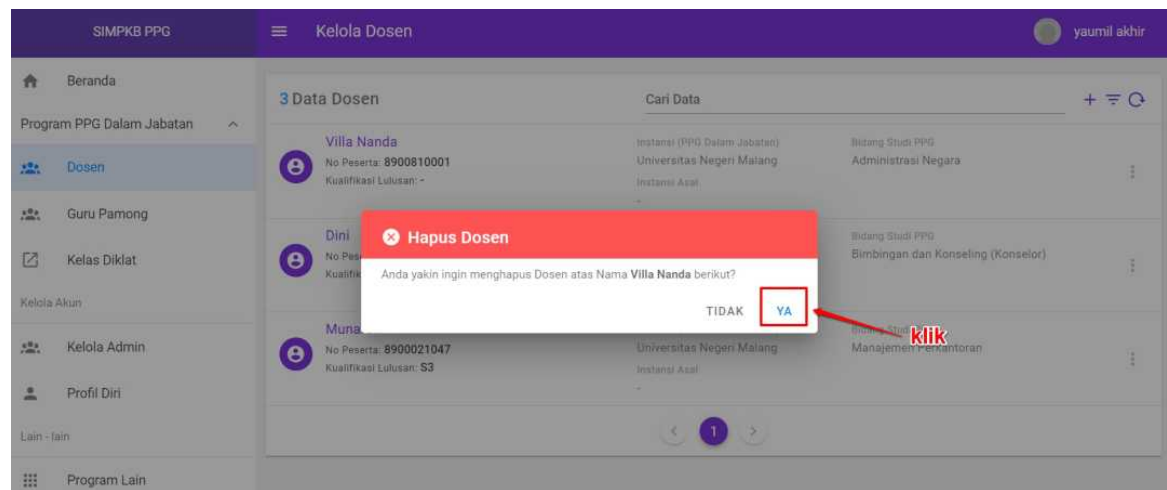 SIMPKB PPG
Kelola Dosen
yaumil akhir
Beranda
Program PPG Dalam Jabatan
Dosen
Guru Pamong
Kelas Diklat
Kelola Akun
Kelola Admin
Profil Diri
Lain - lain
Program Lain
3 Data Dosen
Cari Data
Villa Nanda
No Peserta: 8900810001
Kualifikasi Lulusan: -
Instansi (PPG Dalam Jabatan)
Universitas Negeri Malang
Instansi Asal
-
Bidang Studi PPG
Administrasi Negara
Dini
No Pes
Kualifik
Bidang Studi PPG
Bimbingan dan Konseling (Konselor)
Hapus Dosen
Anda yakin ingin menghapus Dosen atas Nama Villa Nanda berikut?
TIDAK
YA
klik
Muna
No Peserta: 8900021047
Kualifikasi Lulusan: S3
Universitas Negeri Malang
Instansi Asal
-
Manajemen Perkantoran
1